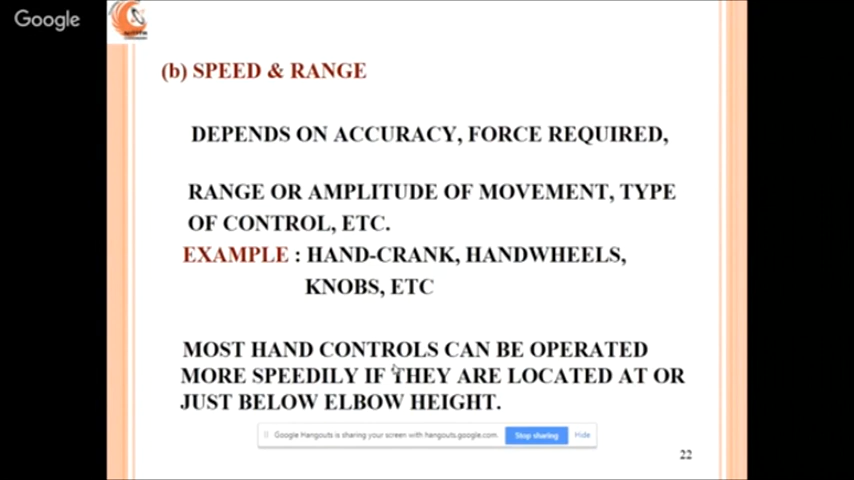 Google
(b) SPEED & RANGE
DEPENDS ON ACCURACY, FORCE REQUIRED,
RANGE OR AMPLITUDE OF MOVEMENT, TYPE
OF CONTROL, ETC.
EXAMPLE : HAND-CRANK, HANDWHEELS,
KNOBS, ETC
MOST HAND CONTROLS CAN BE OPERATED
MORE SPEEDILY IF THEY ARE LOCATED AT OR
JUST BELOW ELBOW HEIGHT.
Google Hangouts is sharing your screen with hangouts.google.com. Stop sharing Hide
22